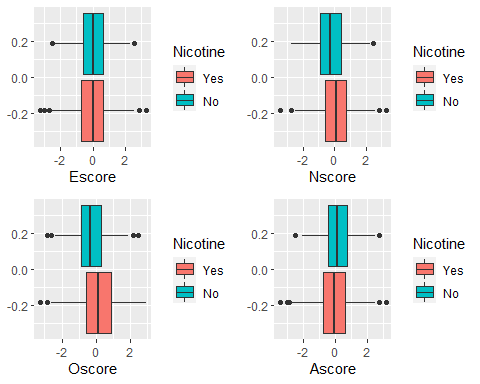 Nicotine
Yes
No
0.2
0.0
-0.2
-2 0 2
Escore
Nicotine
Yes
No
0.2
0.0
-0.2
-2 0 2
Nscore
Nicotine
Yes
No
0.2
0.0
-0.2
-2 0 2
Oscore
Nicotine
Yes
No
0.2
0.0
-0.2
-2 0 2
Ascore